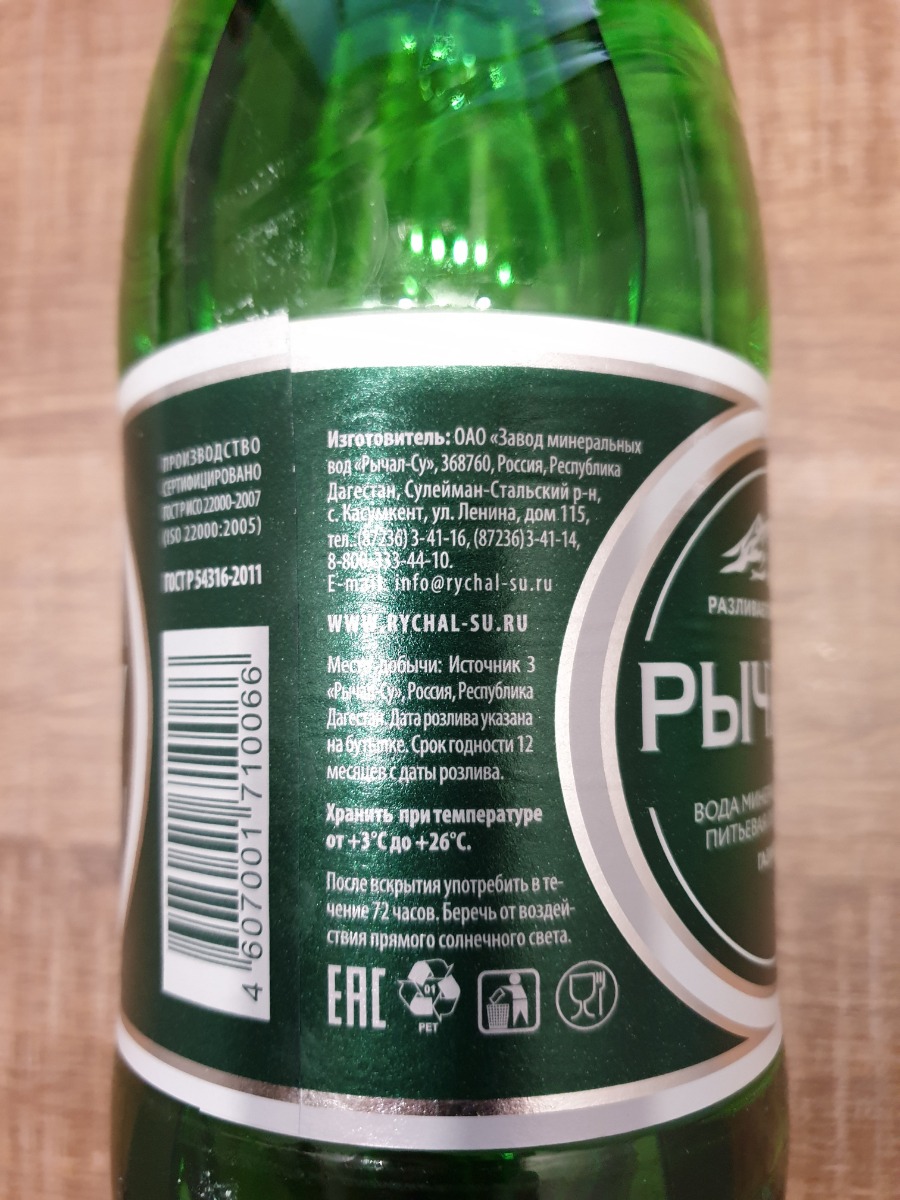 ПРОИЗВОДСТВО
СЕРТИФИЦИРОВАНО
ГОСТ Р ИСО 22000-2007
(ISO 22000:2005)
ГОСТ Р 54316-2011
4 607001 710066
Изготовитель: ОАО «Завод минеральных
вод «Рычал-Су», 368760, Россия, Республика
Дагестан, Сулейман-Стальский р-н,
с. Касумкент, ул. Ленина, дом 115,
тел. (87236) 3-41-16, (87236)3-41-14,
8-800-333-44-10.
E-mail: info@rychal-su.ru
WWW.RYCHAL-SU.RU
Место добычи: Источник 3
«Рычал-Су», Россия, Республика
Дагестан. Дата розлива указана
на бутылке. Срок годности 12
месяцев с даты розлива.
Хранить при температуре
от +3°С до +26°С.
После вскрытия употребить в те-
чение 72 часов. Беречь от воздей-
ствия прямого солнечного света.
ЕАС
01
PET
РЫЧ
ВОДА